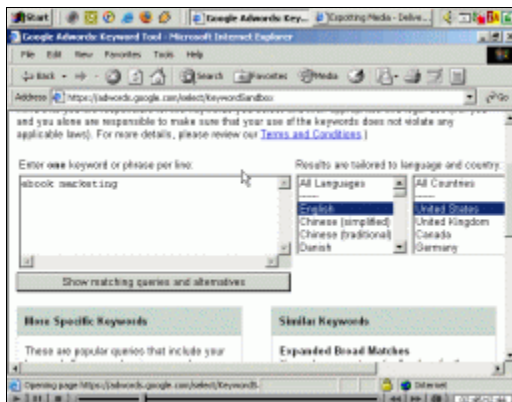 Start
Google Adwords: Key...
Exporting Media - Delive...
Google Adwords: Keyword Tool - Microsoft Internet Explorer
File Edit View Favorites Tools Help
Back Search Favorites Media
Address https://adwords.google.com/select/KeywordSandbox Go
and you alone are responsible to make sure that your use of the keywords does not violate any
applicable laws). For more details, please review our Terms and Conditions.)
Enter one keyword or phrase per line:
Results are tailored to language and country:
ebook marketing
All Languages
English
Chinese (simplified)
Chinese (traditional)
Danish
All Countries
United States
United Kingdom
Canada
Germany
Show matching queries and alternatives
More Specific Keywords
These are popular queries that include your
Similar Keywords
Expanded Broad Matches
Opening page https://adwords.google.com/select/KeywordS
Internet